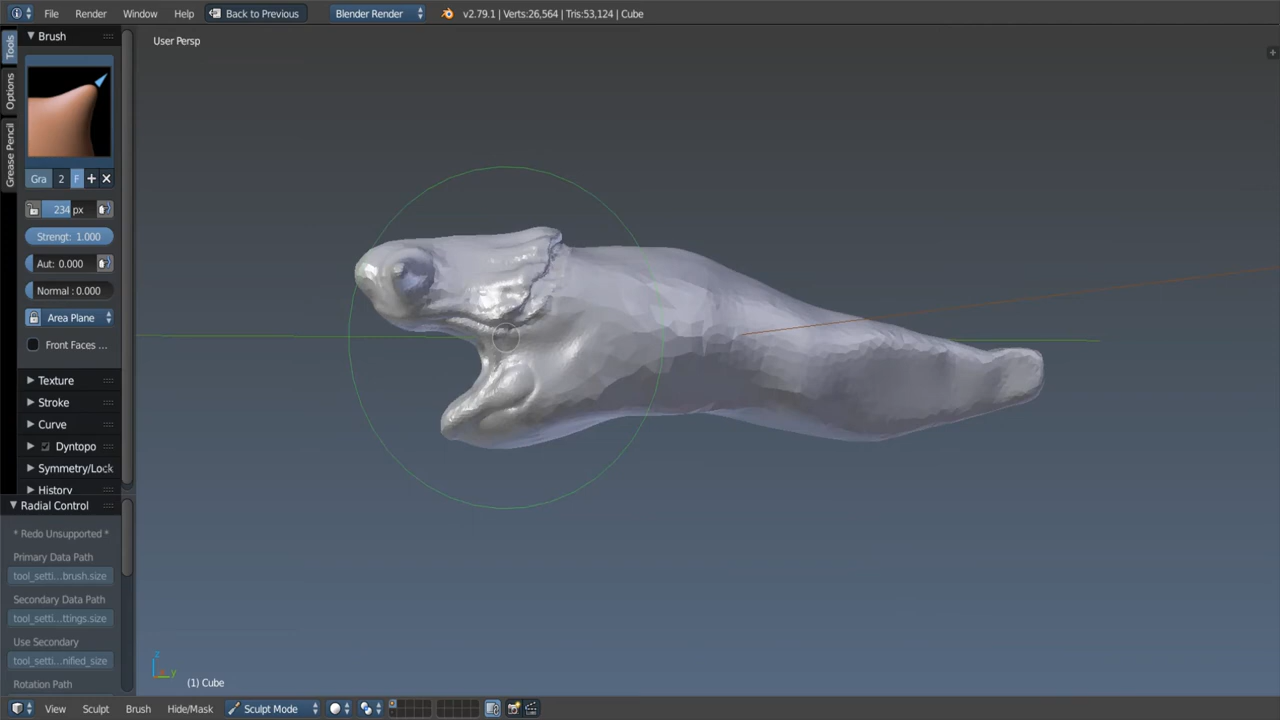 File Render Window Help Back to Previous Blender Render v2.79.1 | Verts:26,564 | Tris:53,124 | Cube
Tools
Options
Grease Pencil
Brush
User Persp
Gra 2 F
234 px
Strengt: 1.000
Aut: 0.000
Normal : 0.000
Area Plane
Front Faces ...
Texture
Stroke
Curve
Dyntopo
Symmetry/Lock
History
Radial Control
* Redo Unsupported *
Primary Data Path
tool_setti...brush.size
Secondary Data Path
tool_setti...ttings.size
Use Secondary
tool_setti...nified_size
Rotation Path
z
y
(1) Cube
View Sculpt Brush Hide/Mask Sculpt Mode